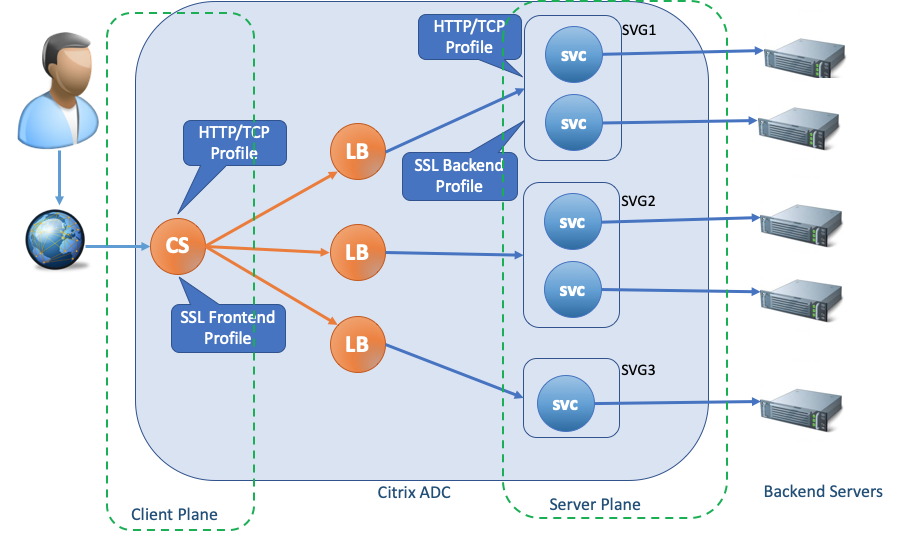 HTTP/TCP
Profile
SVG1
svc
svc
HTTP/TCP
Profile
LB
SSL Backend
Profile
SVG2
svc
CS
LB
svc
SSL Frontend
Profile
LB
SVG3
svc
Citrix ADC
Backend Servers
Client Plane
Server Plane